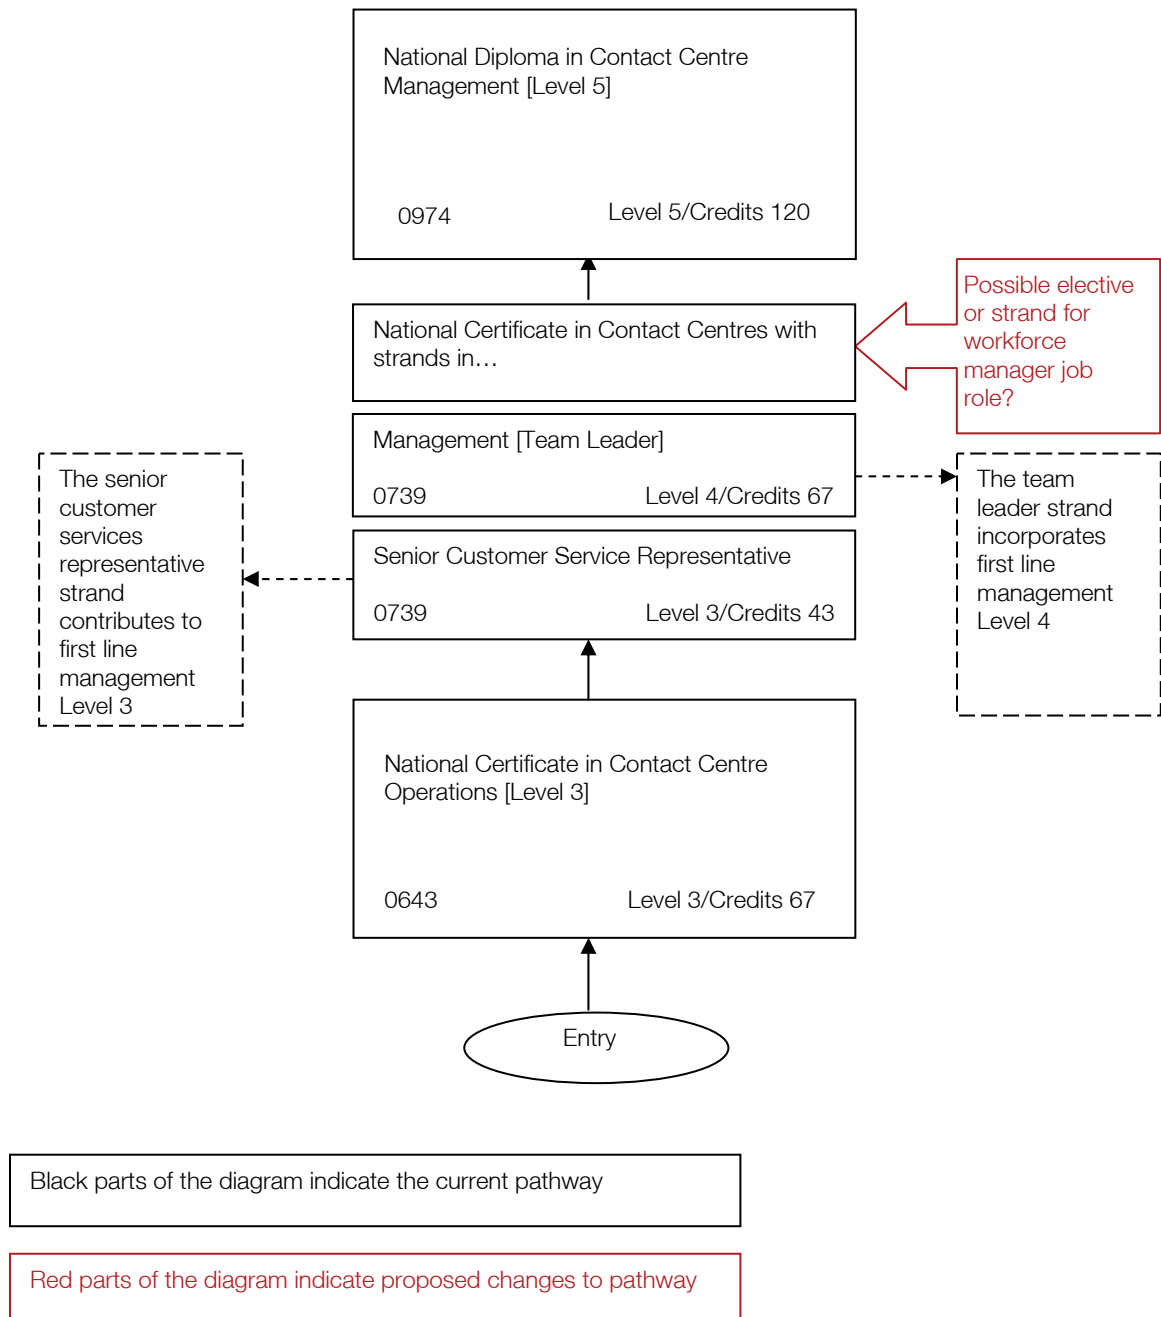 National Diploma in Contact Centre
Management [Level 5]
0974 Level 5/Credits 120
Possible elective
or strand for
workforce
manager job
role?
National Certificate in Contact Centres with
strands in…
Management [Team Leader]
0739 Level 4/Credits 67
The senior
customer
services
representative
strand
contributes to
first line
management
Level 3
The team
leader strand
incorporates
first line
management
Level 4
Senior Customer Service Representative
0739 Level 3/Credits 43
National Certificate in Contact Centre
Operations [Level 3]
0643 Level 3/Credits 67
Entry
Black parts of the diagram indicate the current pathway
Red parts of the diagram indicate proposed changes to pathway